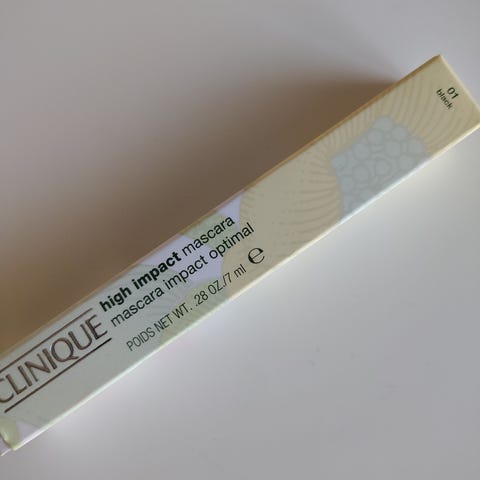 CLINIQUE
high impact mascara
mascara impact optimal
POIDS NET WT. .28 OZ./7 ml e
01
black